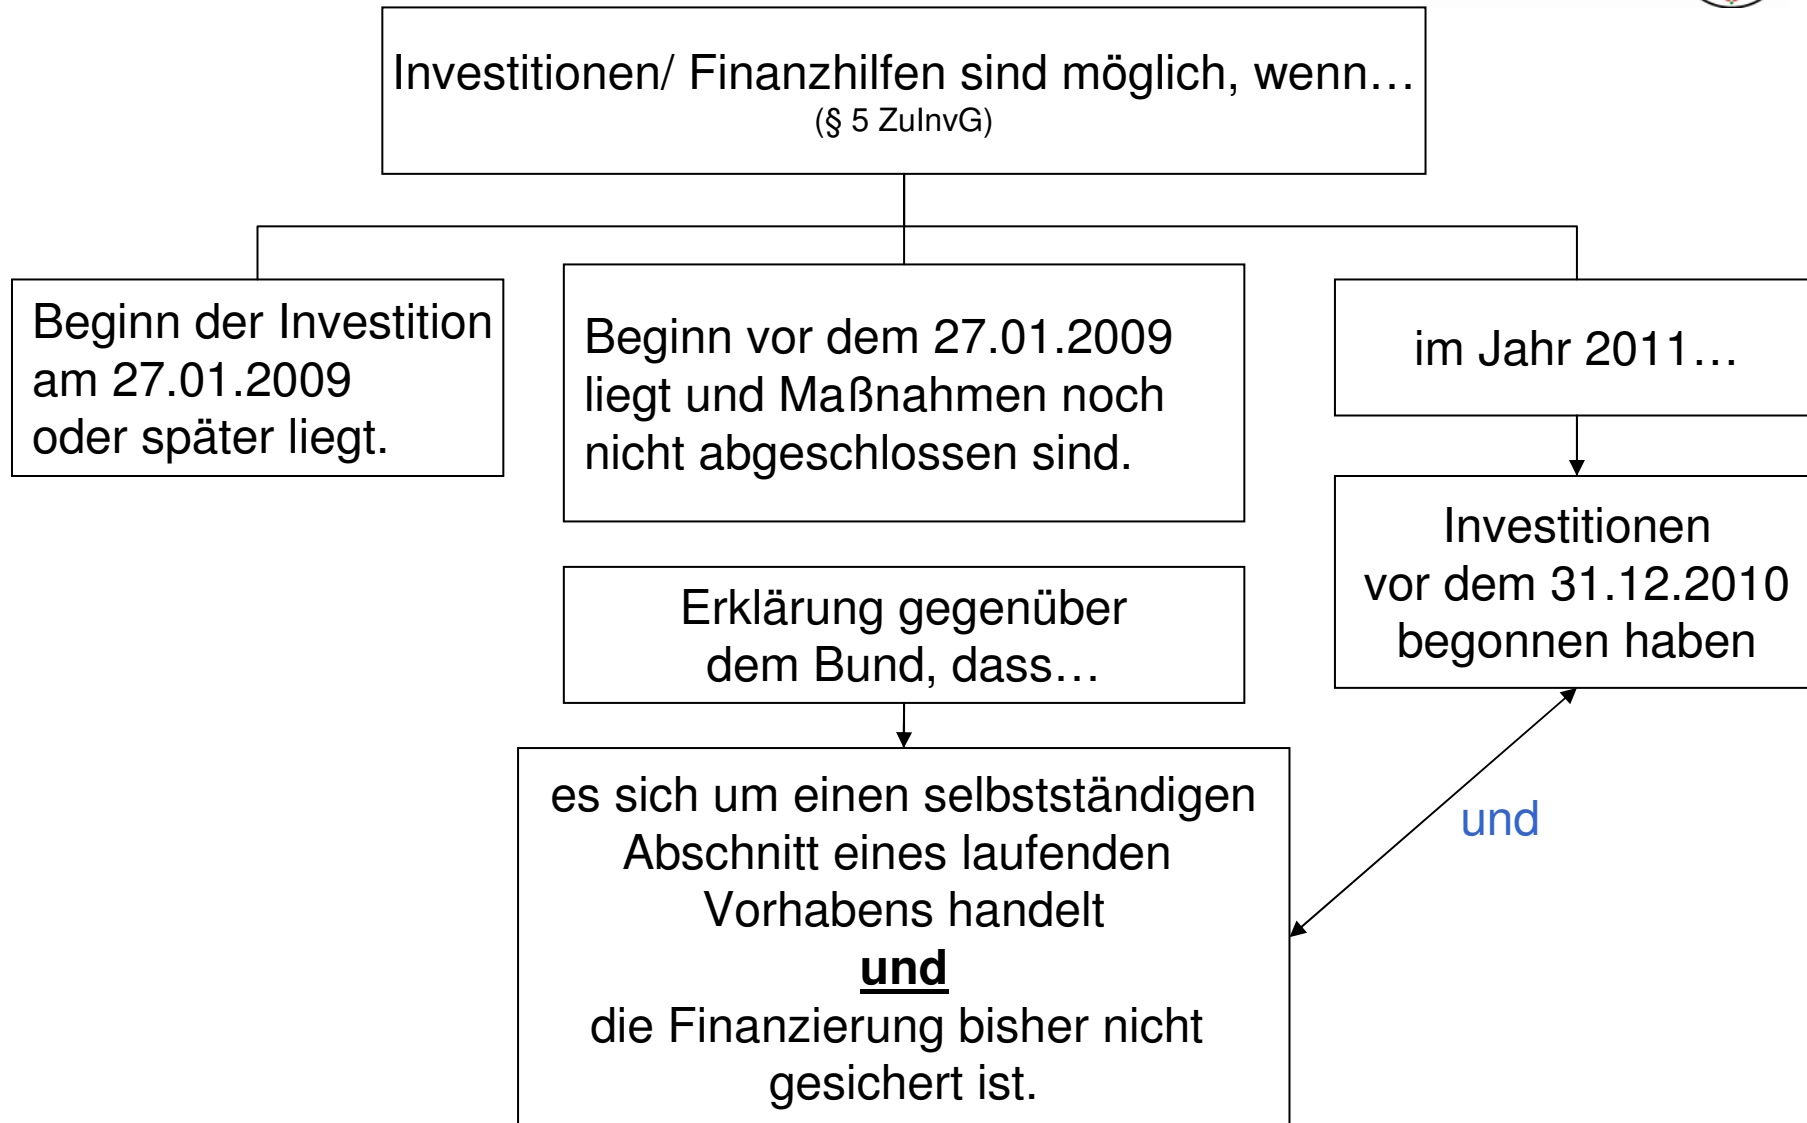 Investitionen/ Finanzhilfen sind möglich, wenn…
(§ 5 ZuInvG)
Beginn der Investition
am 27.01.2009
oder später liegt.
Beginn vor dem 27.01.2009
liegt und Maßnahmen noch
nicht abgeschlossen sind.
im Jahr 2011…
Investitionen
vor dem 31.12.2010
begonnen haben
Erklärung gegenüber
dem Bund, dass…
es sich um einen selbstständigen
Abschnitt eines laufenden
Vorhabens handelt
und
die Finanzierung bisher nicht
gesichert ist.
und